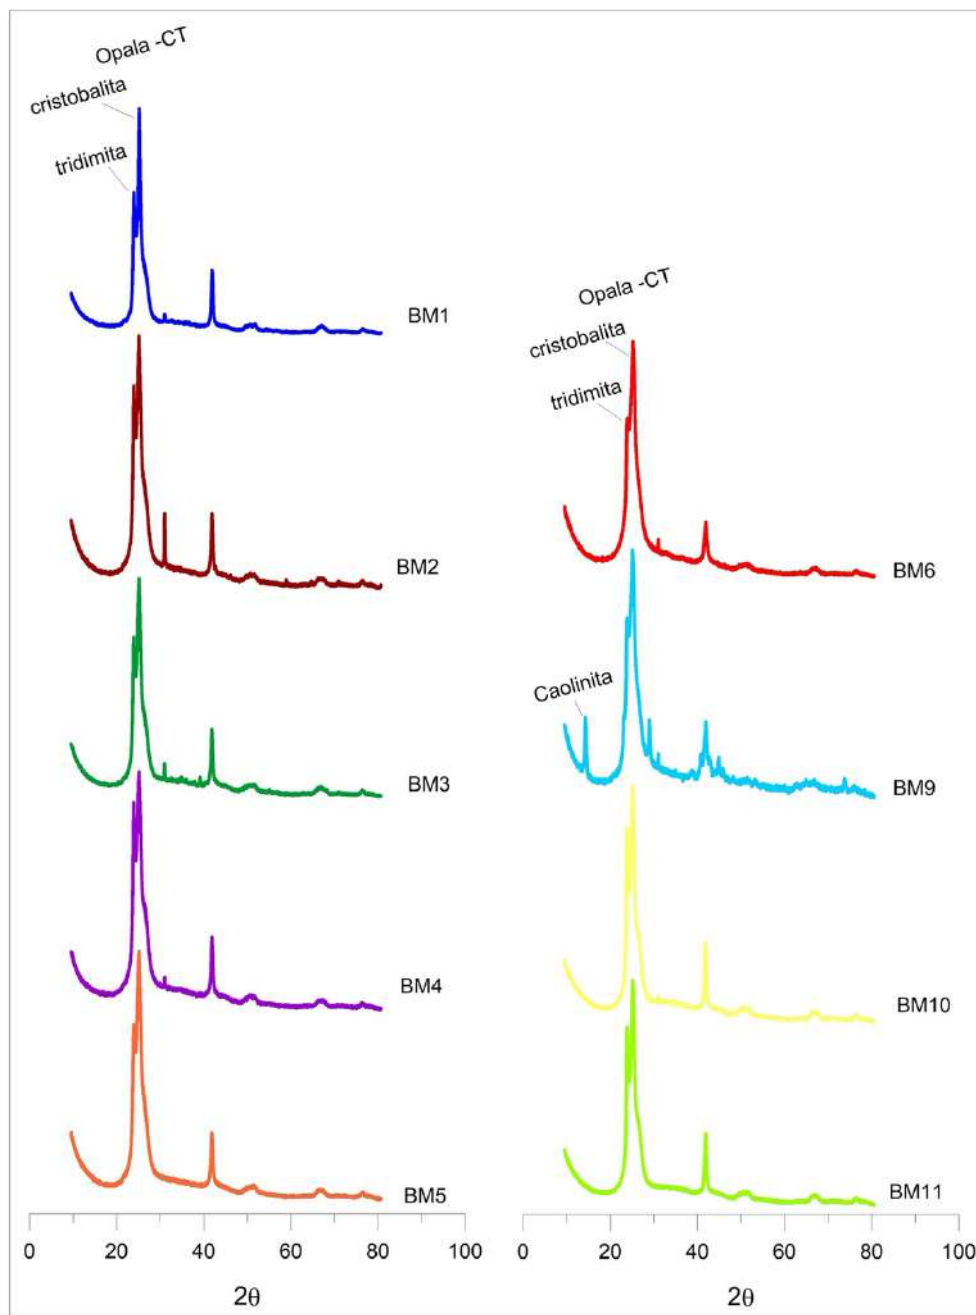 Opala -CT
cristobalita
tridimita
BM1
BM2
BM3
BM4
BM5
0 20 40 60 80 100
2θ
Opala -CT
cristobalita
tridimita
BM6
Caolinita
BM9
BM10
BM11
0 20 40 60 80 100
2θ